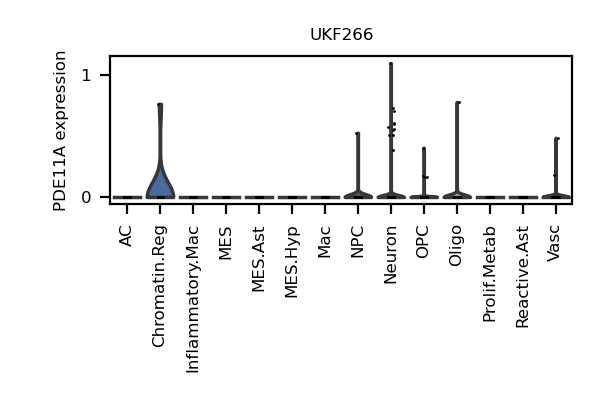 UKF266
PDE11A expression
1
0
AC
Chromatin.Reg
Inflammatory.Mac
MES
MES.Ast
MES.Hyp
Mac
NPC
Neuron
OPC
Oligo
Prolif.Metab
Reactive.Ast
Vasc